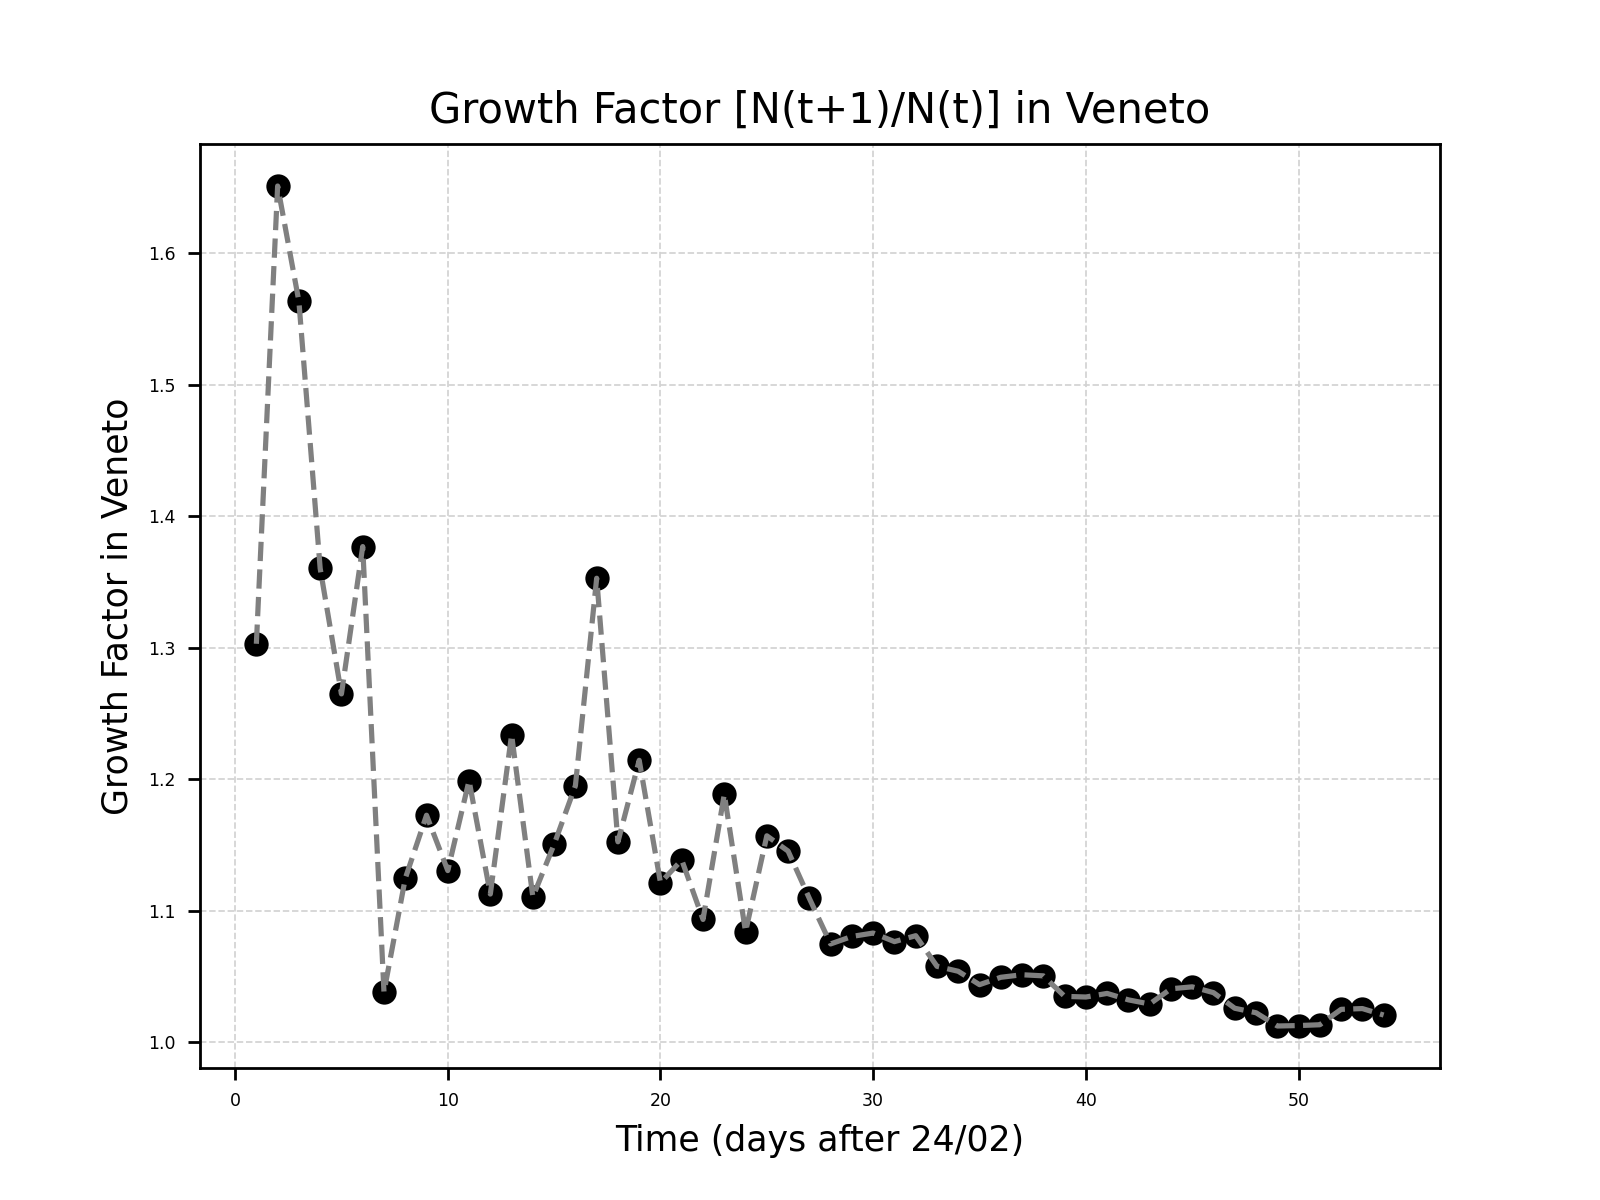 Growth Factor [N(t+1)/N(t)] in Veneto
Growth Factor in Veneto
1.6
1.5
1.4
1.3
1.2
1.1
1.0
0 10 20 30 40 50
Time (days after 24/02)